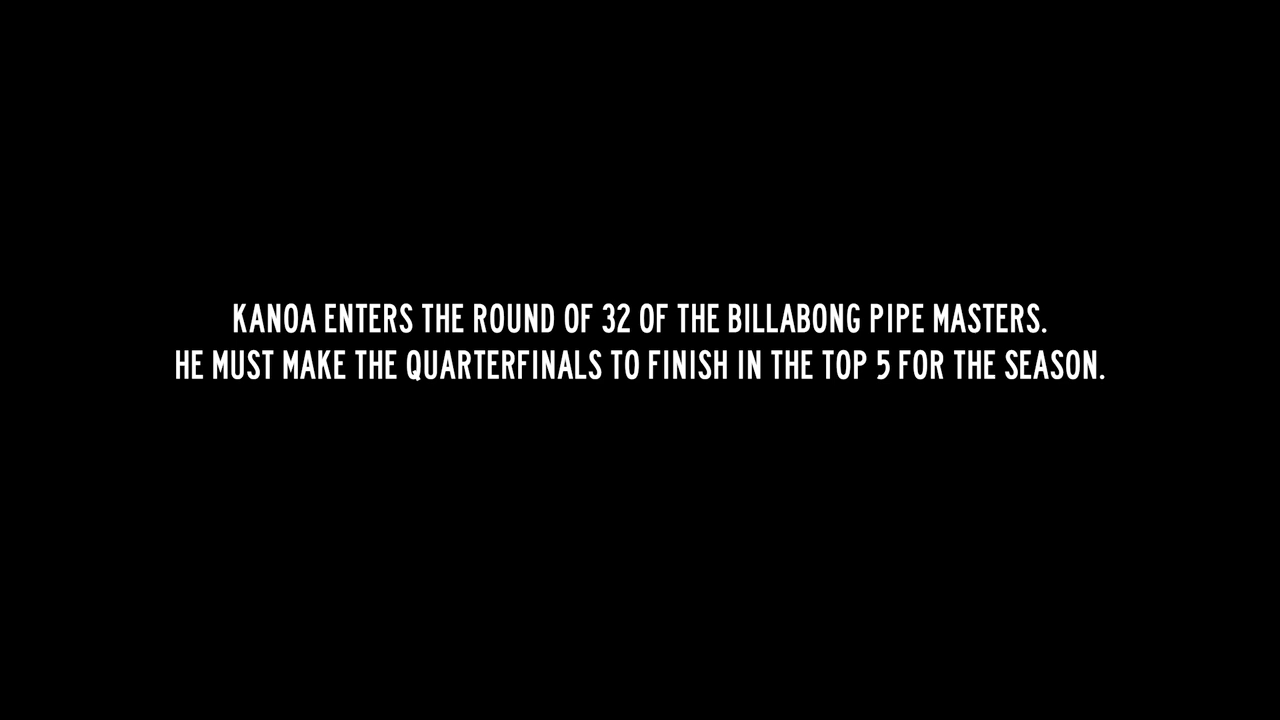 KANOA ENTERS THE ROUND OF 32 OF THE BILLABONG PIPE MASTERS.
HE MUST MAKE THE QUARTERFINALS TO FINISH IN THE TOP 5 FOR THE SEASON.